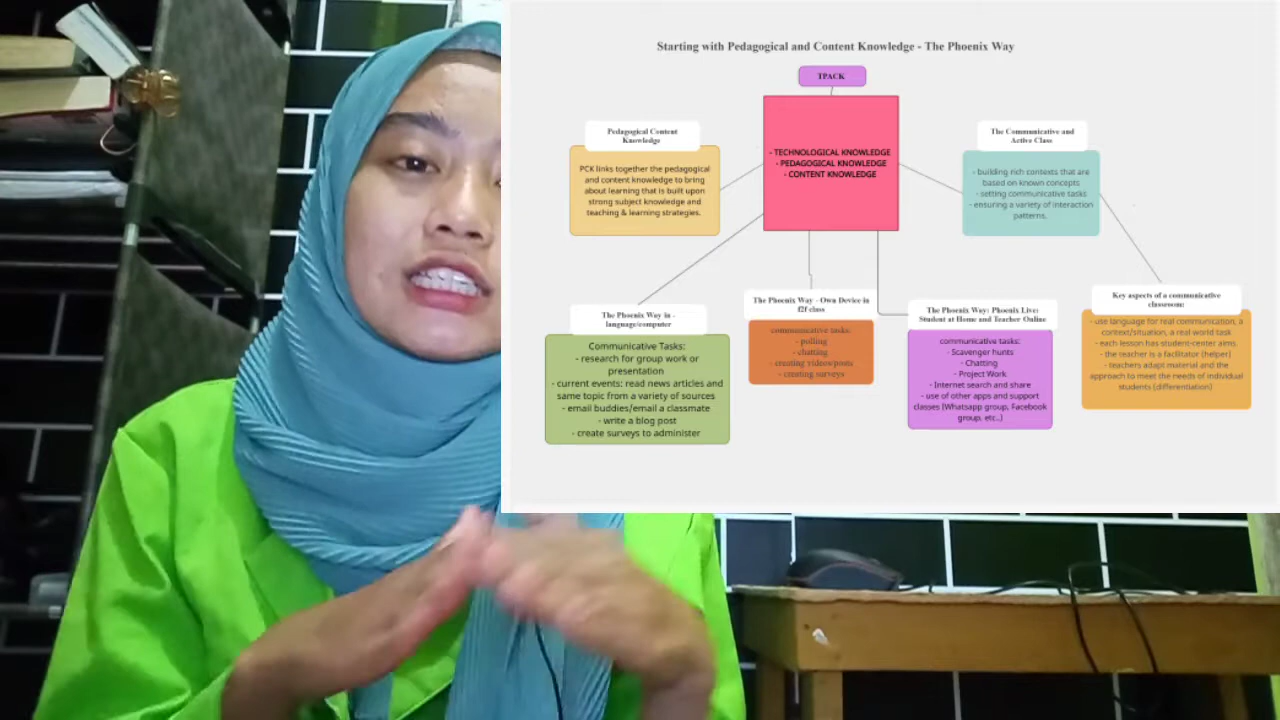 Starting with Pedagogical and Content Knowledge - The Phoenix Way
TPACK
- TECHNOLOGICAL KNOWLEDGE
- PEDAGOGICAL KNOWLEDGE
- CONTENT KNOWLEDGE
Pedagogical Content
Knowledge
PCK links together the pedagogical
and content knowledge to bring
about learning that is built upon
strong subject knowledge and
teaching & learning strategies.
The Communicative and
Active Class
- building rich contexts that are
based on known concepts
- setting communicative tasks
- ensuring a variety of interaction
patterns.
The Phoenix Way in -
language/computer
Communicative Tasks:
- research for group work or
presentation
- current events: read news articles and
same topic from a variety of sources
- email buddies/email a classmate
- write a blog post
- create surveys to administer
The Phoenix Way - Own Device in
f2f class
communicative tasks:
- polling
- chatting
- creating videos/posts
- creating surveys
The Phoenix Way: Phoenix Live:
Student at Home and Teacher Online
communicative tasks:
- Scavenger hunts
- Chatting
- Project Work
- Internet search and share
- use of other apps and support
classes (Whatsapp group, Facebook
group, etc..)
Key aspects of a communicative
classroom:
- use language for real communication, a
context/situation, a real world task
- each lesson has student-center aims.
- the teacher is a facilitator (helper)
- teachers adapt material and the
approach to meet the needs of individual
students (differentiation)